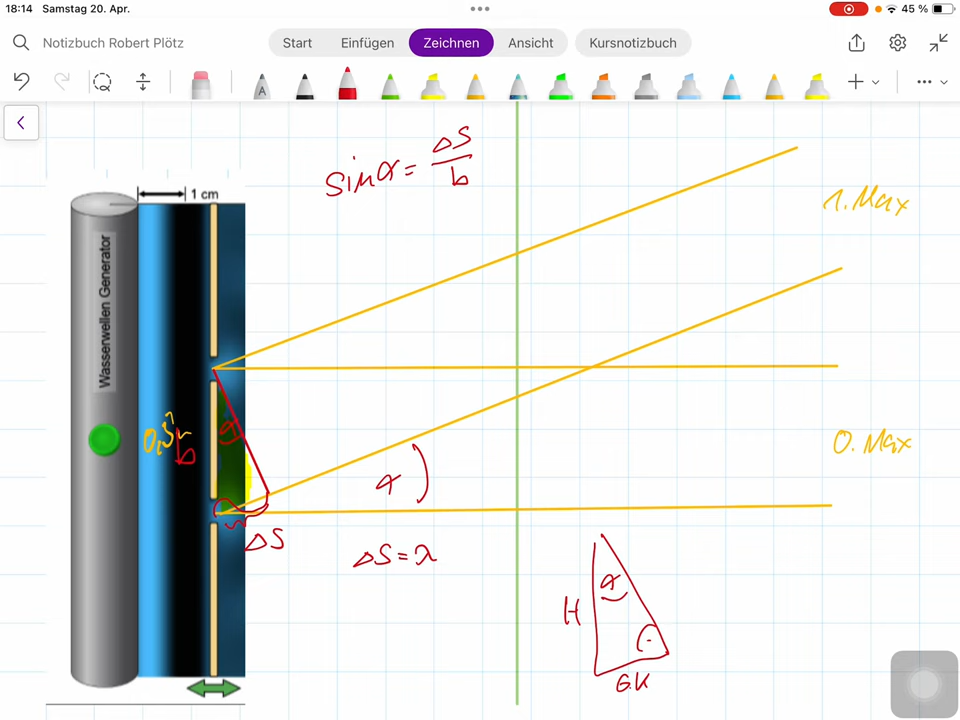 18:14 Samstag 20. Apr.
45 %
Notizbuch Robert Plötz
Start Einfügen Zeichnen Ansicht Kursnotizbuch
A
sin α = ΔS/b
1 cm
1. Max
Wasserwellen Generator
α
b
0. Max
α
ΔS
ΔS = λ
α
H
GK